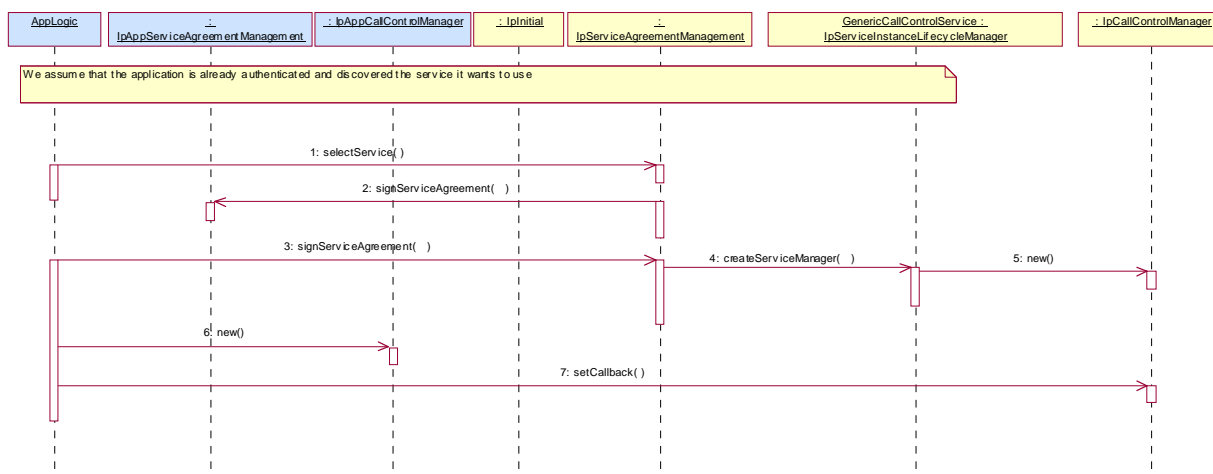 AppLogic
:
IpAppServiceAgreementManagement
: IpAppCallControlManager
: IpInitial
:
IpServiceAgreementManagement
GenericCallControlService :
IpServiceInstanceLifecycleManager
: IpCallControlManager
We assume that the application is already authenticated and discovered the service it wants to use
1: selectService( )
2: signServiceAgreement( )
3: signServiceAgreement( )
4: createServiceManager( )
5: new()
6: new()
7: setCallback( )